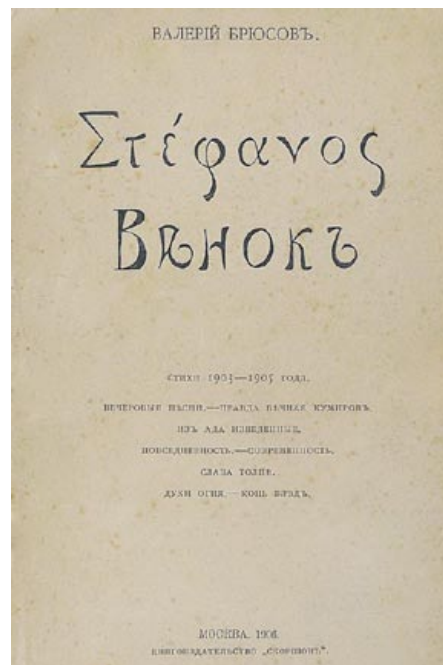 ВАЛЕРІЙ БРЮСОВЪ.
Στέφανος
ВѢНОКЪ
СТИХИ 1903—1905 ГОДА.
ВЕЧЕРОВЫЯ ПѢСНИ.—ПРАВДА ВѢЧНАЯ КУМИРОВЪ.
ИЗЪ АДА ИЗВЕДЕННЫЕ.
ПОВСЕДНЕВНОСТЬ.—СОВРЕМЕННОСТЬ.
СЛАВА ТОЛПѢ.
ДУХИ ОГНЯ.—КОНЬ БЛѢДЪ.
МОСКВА. 1906.
КНИГОИЗДАТЕЛЬСТВО „СКОРПІОНЪ“.